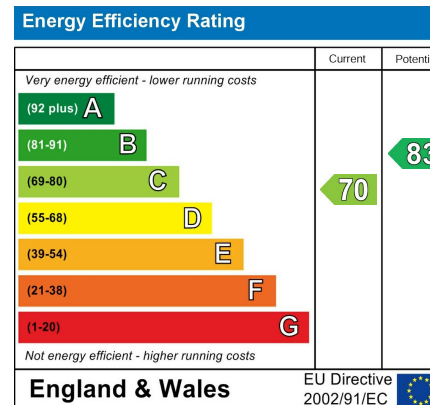 Energy Efficiency Rating
Current
Very energy efficient - lower running costs
(92 plus) A
(81-91) B
83
(69-80) C
70
(55-68) D
(39-54) E
(21-38) F
(1-20) G
Not energy efficient - higher running costs
England & Wales
EU Directive
2002/91/EC